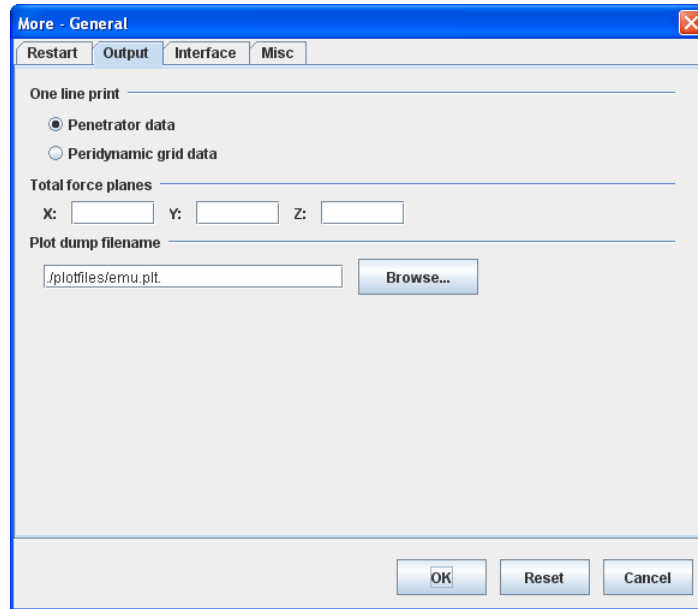 More - General
Restart Output Interface Misc
One line print
Penetrator data
Peridynamic grid data
Total force planes
X: Y: Z:
Plot dump filename
./plotfiles/emu.plt. Browse...
OK Reset Cancel